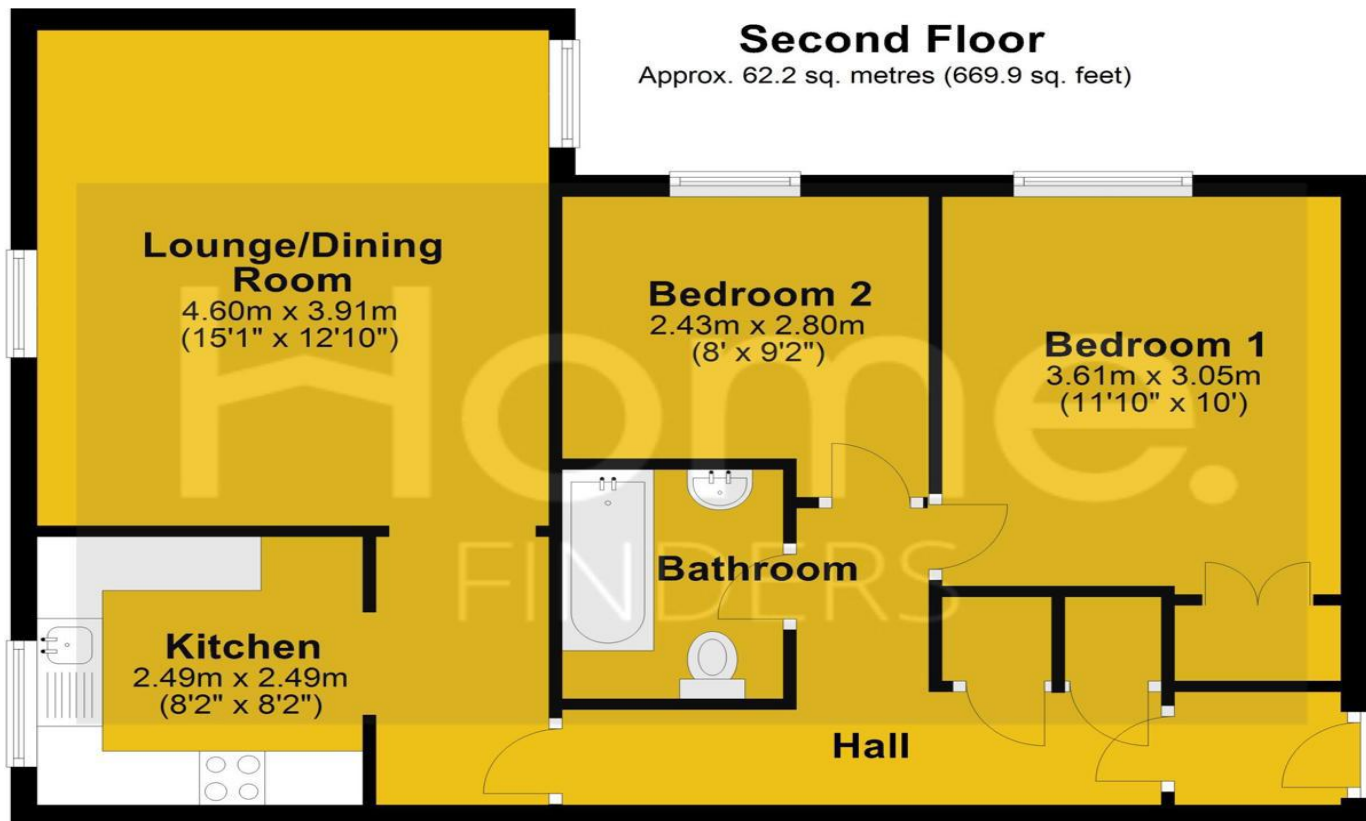 Second Floor
Approx. 62.2 sq. metres (669.9 sq. feet)
Lounge/Dining
Room
4.60m x 3.91m
(15'1" x 12'10")
Bedroom 2
2.43m x 2.80m
(8' x 9'2")
Bedroom 1
3.61m x 3.05m
(11'10" x 10')
Home.
FINDERS
Bathroom
Kitchen
2.49m x 2.49m
(8'2" x 8'2")
Hall